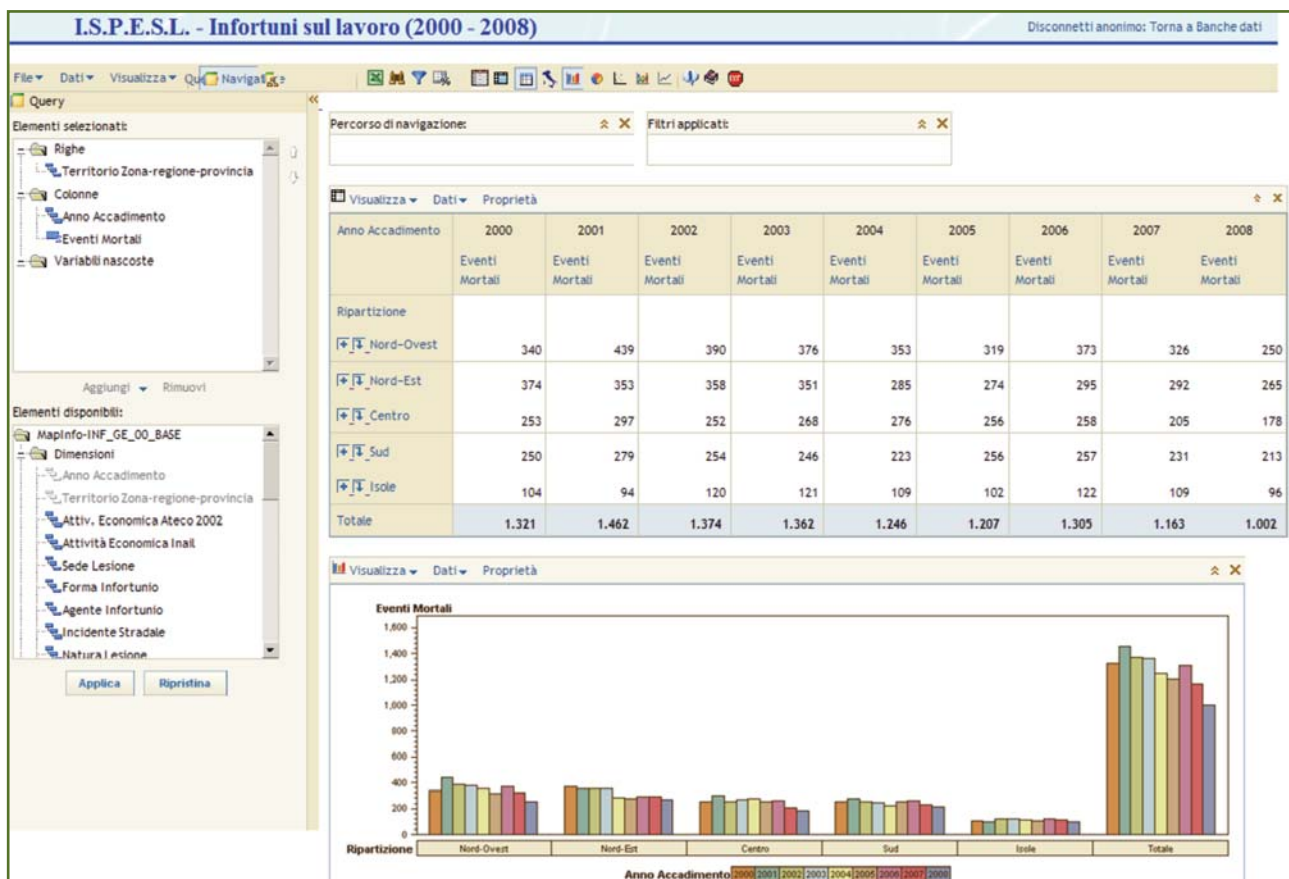 I.S.P.E.S.L. - Infortuni sul lavoro (2000 - 2008)
Disconnetti anonimo: Torna a Banche dati
File Dati Visualizza Navigat
Query
Elementi selezionati:
Righe
Territorio Zona-regione-provincia
Colonne
Anno Accadimento
Eventi Mortali
Variabili nascoste
Aggiungi Rimuovi
Elementi disponibili:
MapInfo-INF_GE_00_BASE
Dimensioni
Anno Accadimento
Territorio Zona-regione-provincia
Attiv. Economica Ateco 2002
Attività Economica Inail
Sede Lesione
Forma Infortunio
Agente Infortunio
Incidente Stradale
Natura Lesione
Applica Ripristina
Percorso di navigazione:
Filtri applicati:
Visualizza Dati Proprietà
Anno Accadimento 2000 2001 2002 2003 2004 2005 2006 2007 2008
Eventi Eventi Eventi Eventi Eventi Eventi Eventi Eventi Eventi
Mortali Mortali Mortali Mortali Mortali Mortali Mortali Mortali Mortali
Ripartizione
Nord-Ovest 340 439 390 376 353 319 373 326 250
Nord-Est 374 353 358 351 285 274 295 292 265
Centro 253 297 252 268 276 256 258 205 178
Sud 250 279 254 246 223 256 257 231 213
Isole 104 94 120 121 109 102 122 109 96
Totale 1.321 1.462 1.374 1.362 1.246 1.207 1.305 1.163 1.002
Visualizza Dati Proprietà
Eventi Mortali
1,600
1,400
1,200
1,000
800
600
400
200
0
Ripartizione Nord-Ovest Nord-Est Centro Sud Isole Totale
Anno Accadimento 2000 2001 2002 2003 2004 2005 2006 2007 2008